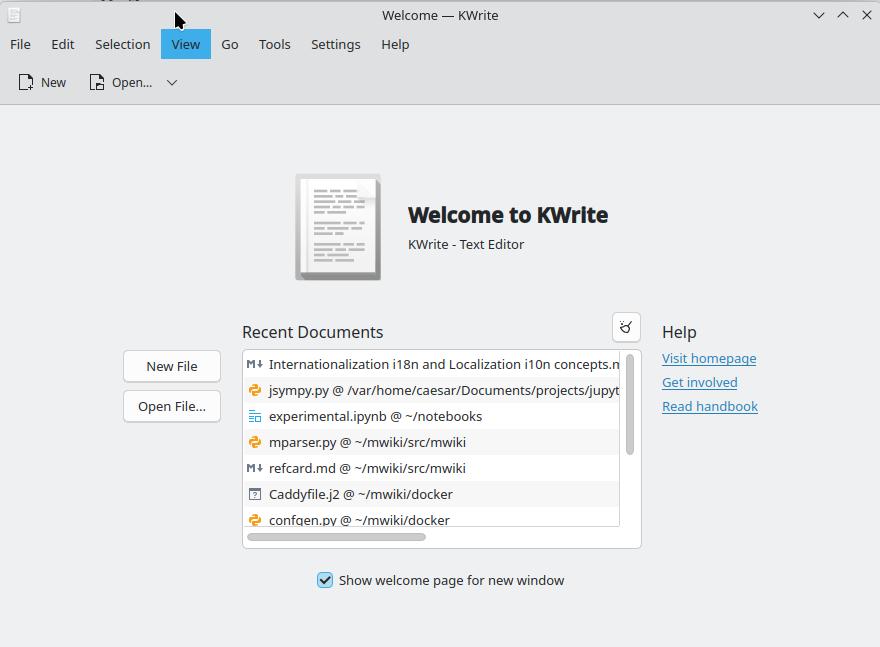 Welcome — KWrite
File Edit Selection View Go Tools Settings Help
New Open...
Welcome to KWrite
KWrite - Text Editor
Recent Documents
Help
New File
Open File...
Internationalization i18n and Localization i10n concepts.n
jsympy.py @ /var/home/caesar/Documents/projects/jupyt
experimental.ipynb @ ~/notebooks
mparser.py @ ~/mwiki/src/mwiki
refcard.md @ ~/mwiki/src/mwiki
Caddyfile.j2 @ ~/mwiki/docker
confgen.py @ ~/mwiki/docker
Visit homepage
Get involved
Read handbook
Show welcome page for new window